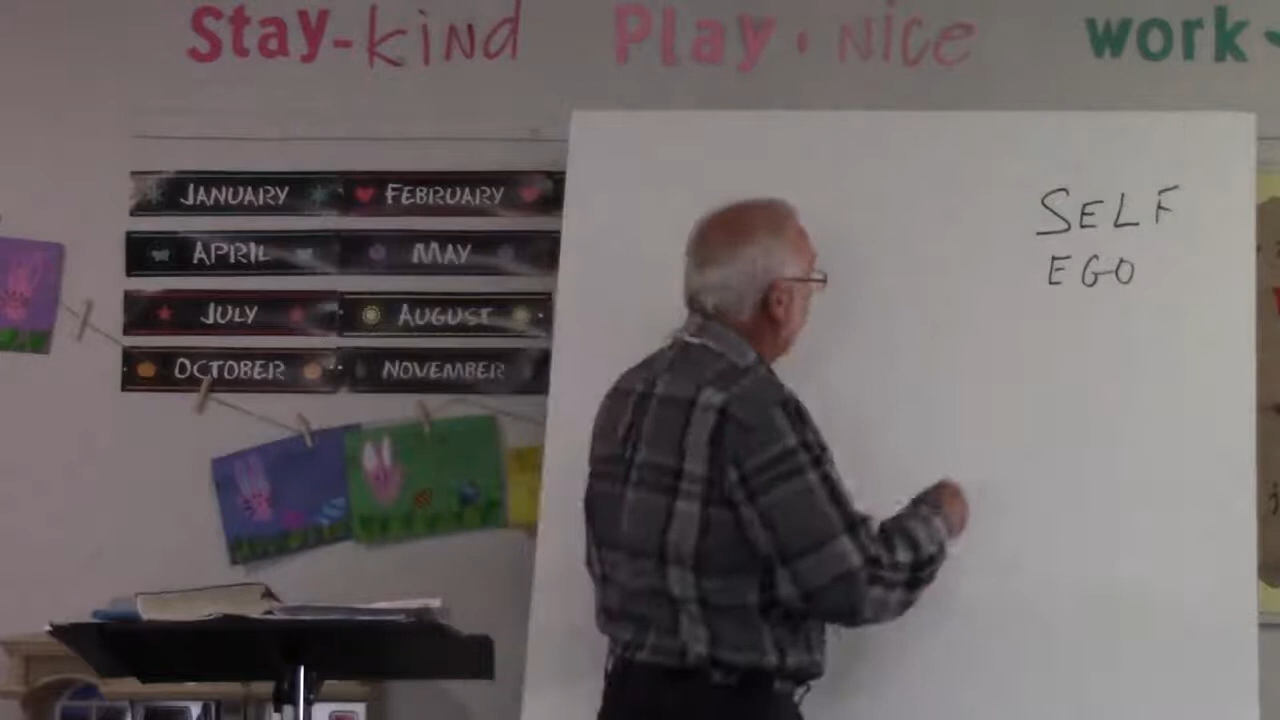 Stay-kind Play · nice work
JANUARY FEBRUARY
APRIL MAY
JULY AUGUST
OCTOBER NOVEMBER
SELF
EGO